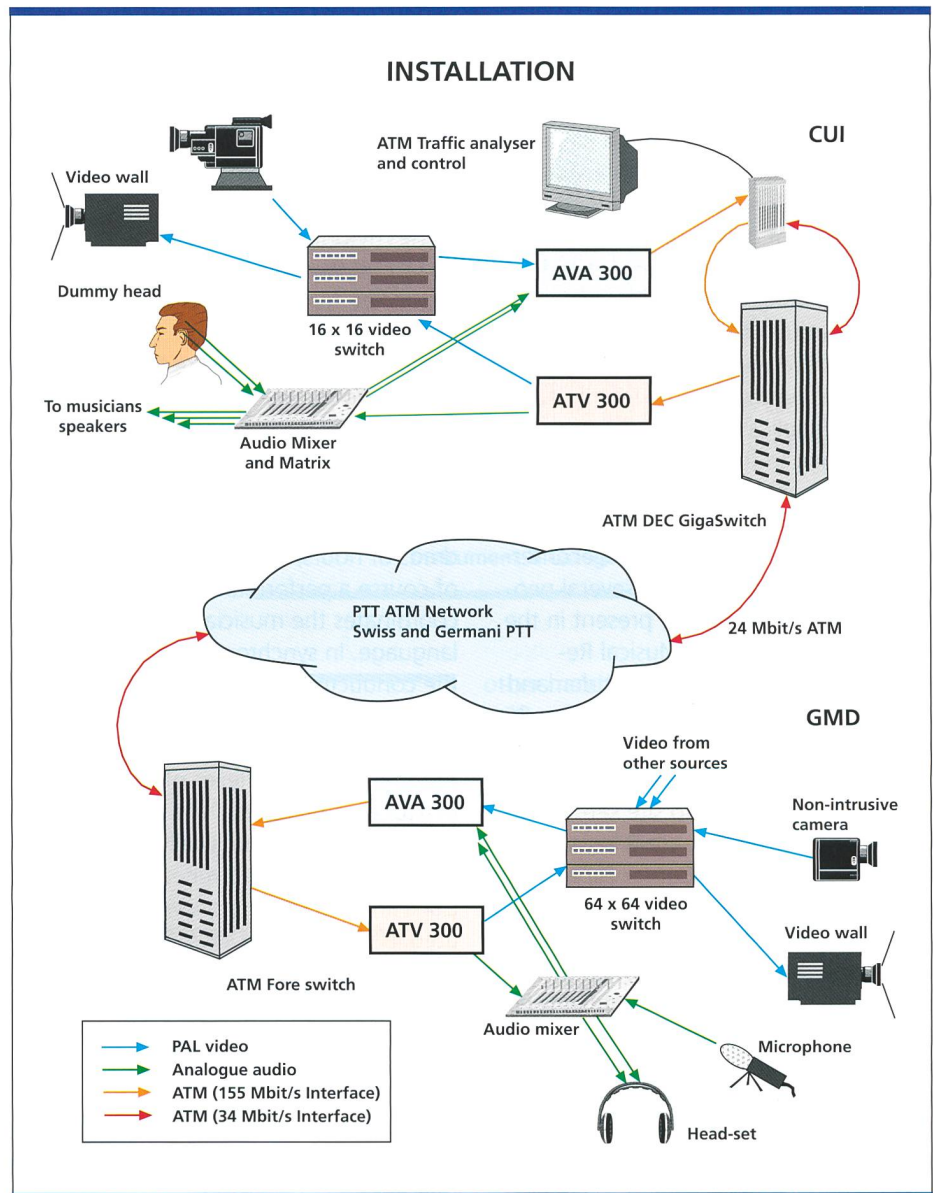 INSTALLATION
CUI
ATM Traffic analyser
and control
Video wall
AVA 300
Dummy head
16 x 16 video
switch
ATV 300
To musicians
speakers
Audio Mixer
and Matrix
ATM DEC GigaSwitch
PTT ATM Network
Swiss and Germani PTT
24 Mbit/s ATM
GMD
Video from
other sources
AVA 300
Non-intrusive
camera
64 x 64 video
switch
ATV 300
Video wall
ATM Fore switch
Audio mixer
Microphone
Head-set
PAL video
Analogue audio
ATM (155 Mbit/s Interface)
ATM (34 Mbit/s Interface)